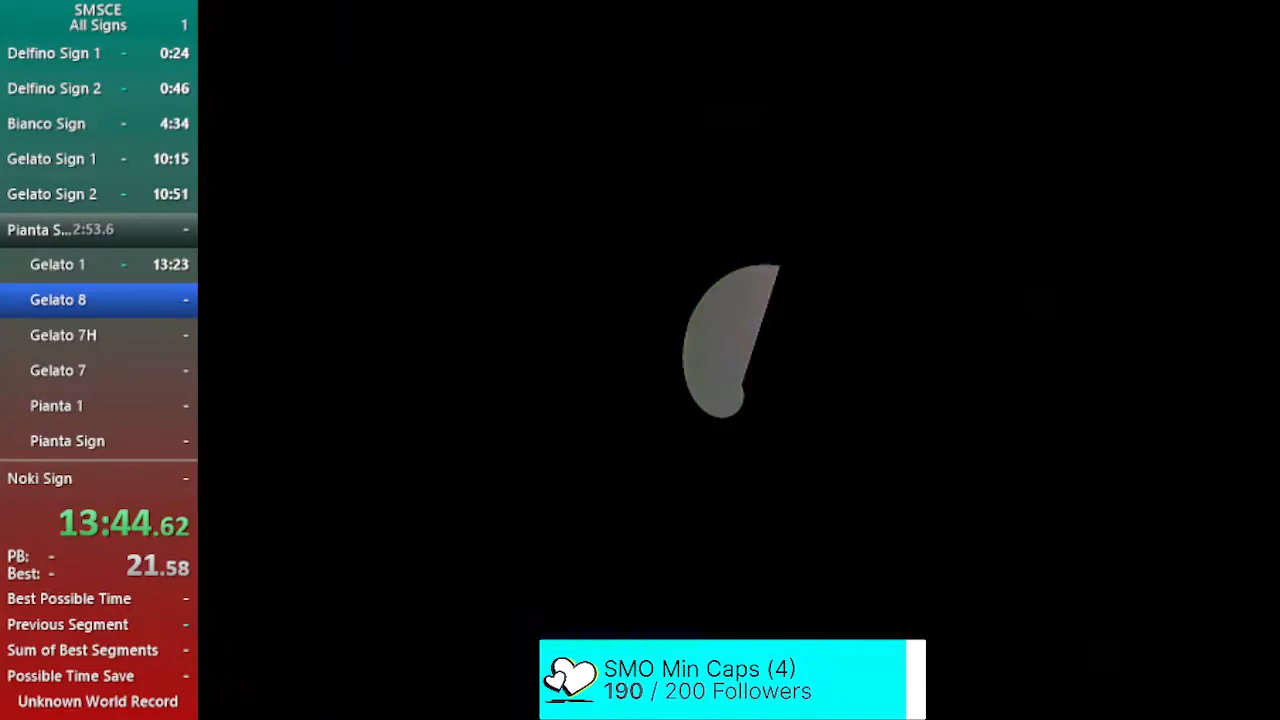 SMSCE
All Signs 1
Delfino Sign 1 - 0:24
Delfino Sign 2 - 0:46
Bianco Sign - 4:34
Gelato Sign 1 - 10:15
Gelato Sign 2 - 10:51
Pianta S...2:53.6 -
Gelato 1 - 13:23
Gelato 8 -
Gelato 7H -
Gelato 7 -
Pianta 1 -
Pianta Sign -
Noki Sign -
13:44.62
PB: - 21.58
Best: -
Best Possible Time -
Previous Segment -
Sum of Best Segments -
Possible Time Save -
Unknown World Record
SMO Min Caps (4)
190 / 200 Followers